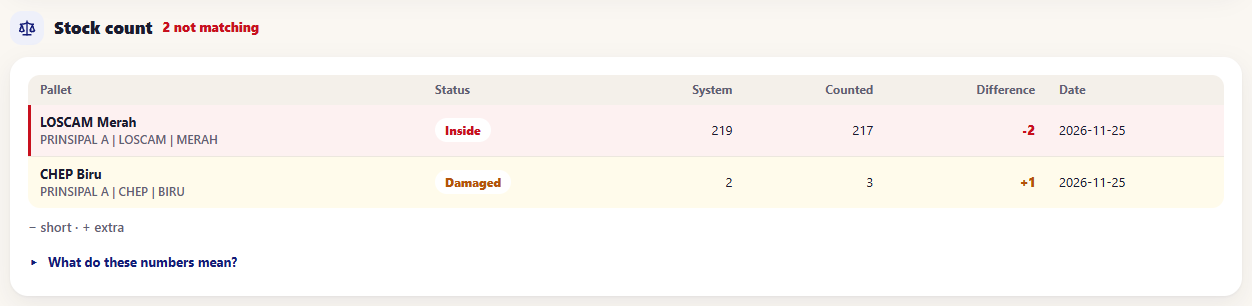 Stock count 2 not matching
Pallet Status System Counted Difference Date
LOSCAM Merah
PRINSIPAL A | LOSCAM | MERAH
Inside 219 217 -2 2026-11-25
CHEP Biru
PRINSIPAL A | CHEP | BIRU
Damaged 2 3 +1 2026-11-25
− short · + extra
▸ What do these numbers mean?